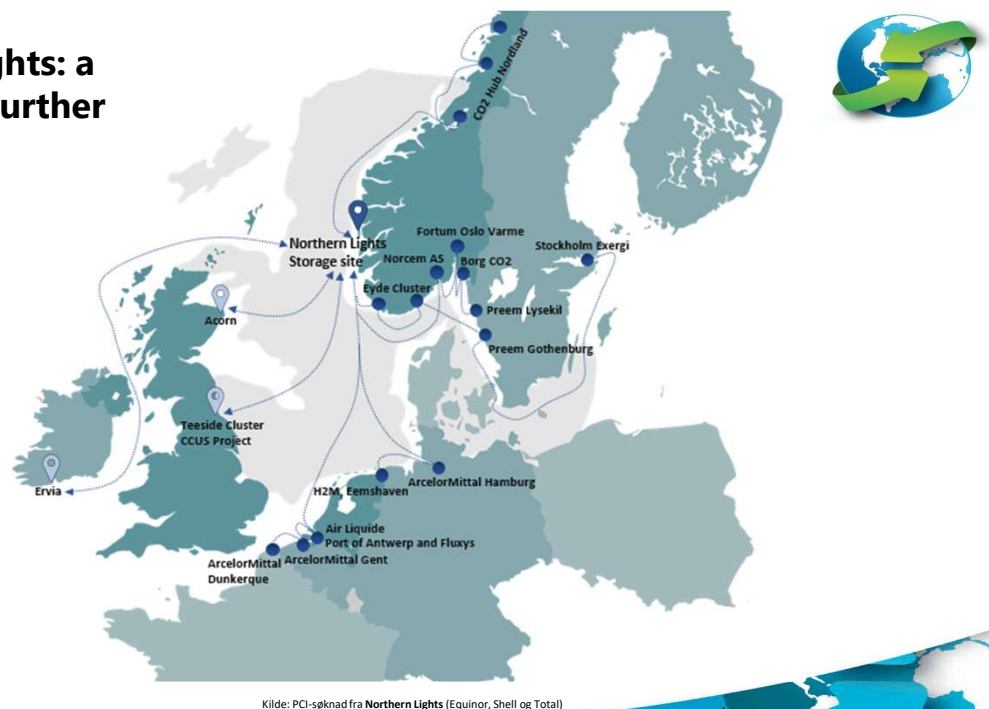 ghts: a
urther
CO2 Hub Nordland
Northern Lights
Storage site
Fortum Oslo Varme
Stockholm Exergi
Norcem AS
Borg CO2
Eyde Cluster
Preem Lysekil
Acorn
Preem Gothenburg
Teeside Cluster
CCUS Project
Ervia
H2M, Eemshaven
ArcelorMittal Hamburg
Air Liquide
Port of Antwerp and Fluxys
ArcelorMittal
Dunkerque
ArcelorMittal Gent
Kilde: PCI-søknad fra Northern Lights (Equinor, Shell og Total)